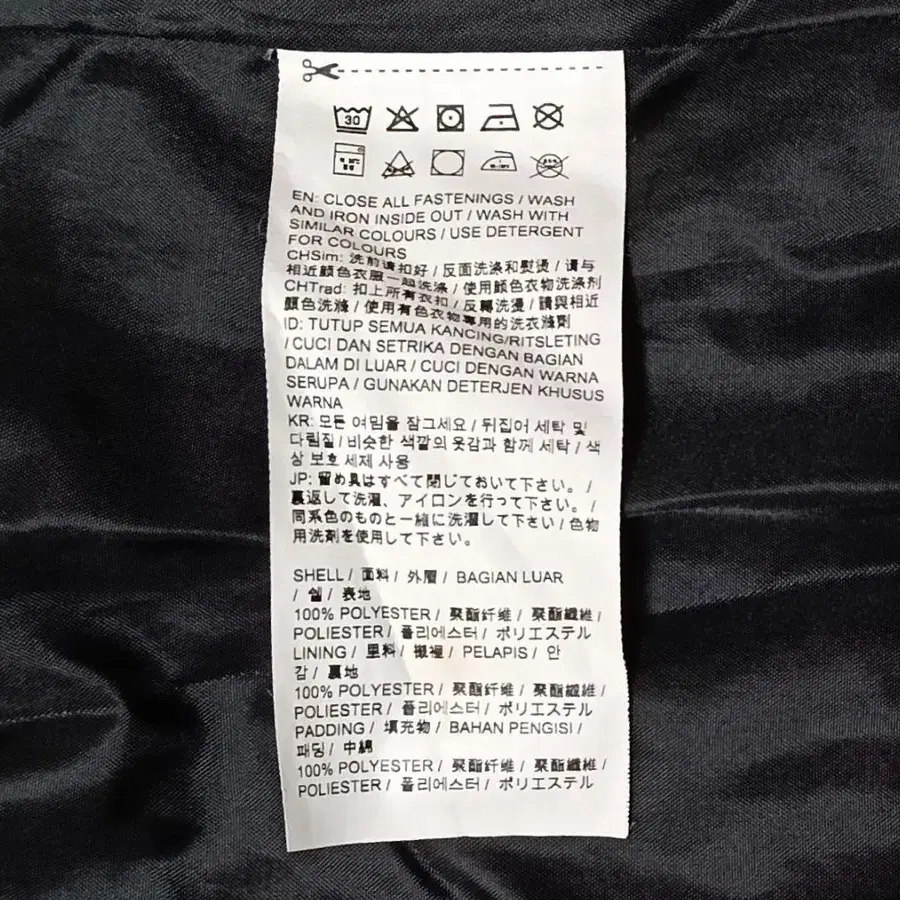 30
EN: CLOSE ALL FASTENINGS / WASH
AND IRON INSIDE OUT / WASH WITH
SIMILAR COLOURS / USE DETERGENT
FOR COLOURS
CHSim: 洗前请扣好 / 反面洗涤和熨烫 / 请与
相近颜色衣服一起洗涤 / 使用颜色衣物洗涤剂
CHTrad: 扣上所有衣扣 / 反轉洗燙 / 請與相近
顏色洗滌 / 使用有色衣物專用的洗衣滌劑
ID: TUTUP SEMUA KANCING/RITSLETING
/ CUCI DAN SETRIKA DENGAN BAGIAN
DALAM DI LUAR / CUCI DENGAN WARNA
SERUPA / GUNAKAN DETERJEN KHUSUS
WARNA
KR: 모든 여밈을 잠그세요 / 뒤집어 세탁 및
다림질 / 비슷한 색깔의 옷감과 함께 세탁 / 색
상 보호 세제 사용
JP: 留め具はすべて閉じておいて下さい。 /
裏返して洗濯、アイロンを行って下さい。 /
同系色のものと一緒に洗濯して下さい / 色物
用洗剤を使用して下さい。
SHELL / 面料 / 外層 / BAGIAN LUAR
/ 쉘 / 表地
100% POLYESTER / 聚酯纤维 / 聚酯纖維 /
POLIESTER / 폴리에스터 / ポリエステル
LINING / 里料 / 襯裡 / PELAPIS / 안
감 / 裏地
100% POLYESTER / 聚酯纤维 / 聚酯纖維 /
POLIESTER / 폴리에스터 / ポリエステル
PADDING / 填充物 / BAHAN PENGISI /
패딩 / 中綿
100% POLYESTER / 聚酯纤维 / 聚酯纖維 /
POLIESTER / 폴리에스터 / ポリエステル